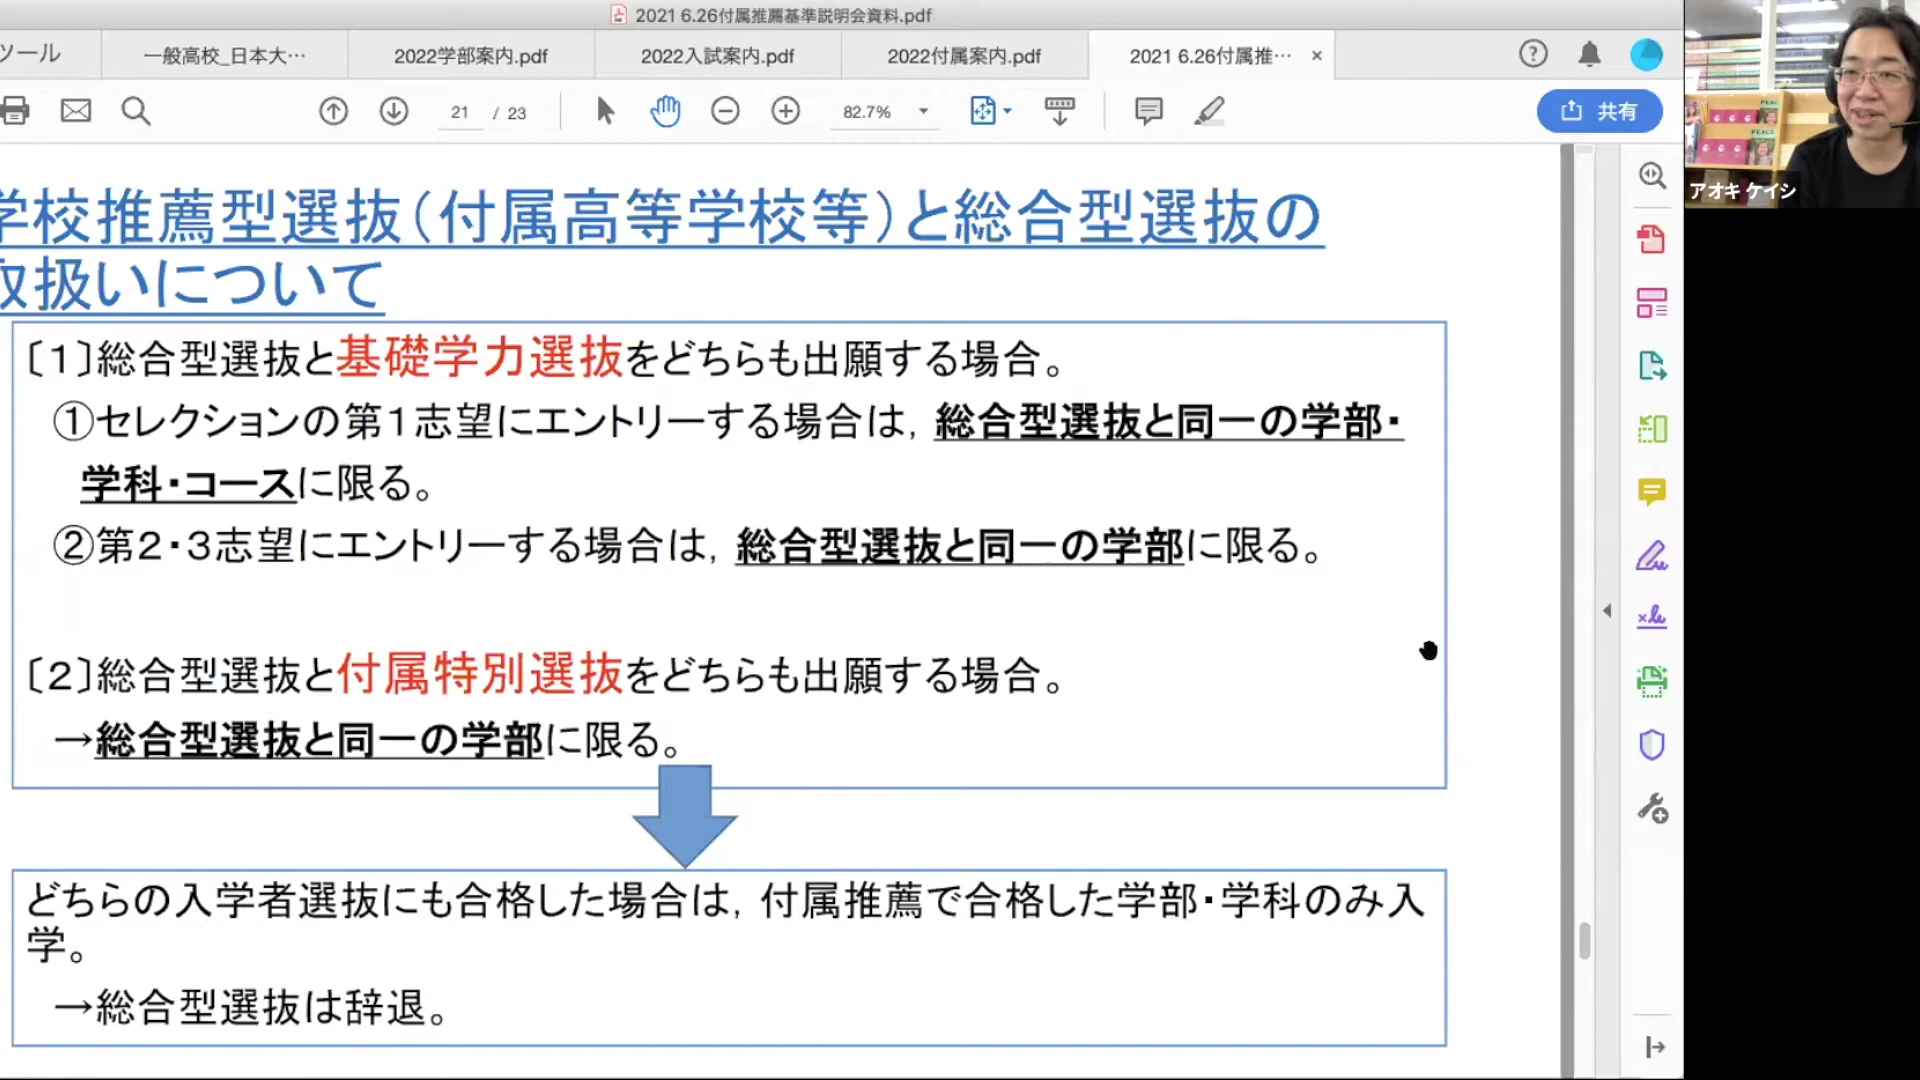 2021 6.26付属推薦基準説明会資料.pdf
ツール
一般高校_日本大…
2022学部案内.pdf
2022入試案内.pdf
2022付属案内.pdf
2021 6.26付属推… ×
21 / 23
82.7%
共有
アオキ ケイシ
学校推薦型選抜（付属高等学校等）と総合型選抜の
取扱いについて
〔１〕総合型選抜と基礎学力選抜をどちらも出願する場合。
①セレクションの第１志望にエントリーする場合は，総合型選抜と同一の学部・
学科・コースに限る。
②第２・３志望にエントリーする場合は，総合型選抜と同一の学部に限る。
〔２〕総合型選抜と付属特別選抜をどちらも出願する場合。
→総合型選抜と同一の学部に限る。
どちらの入学者選抜にも合格した場合は，付属推薦で合格した学部・学科のみ入
学。
→総合型選抜は辞退。
PEACE